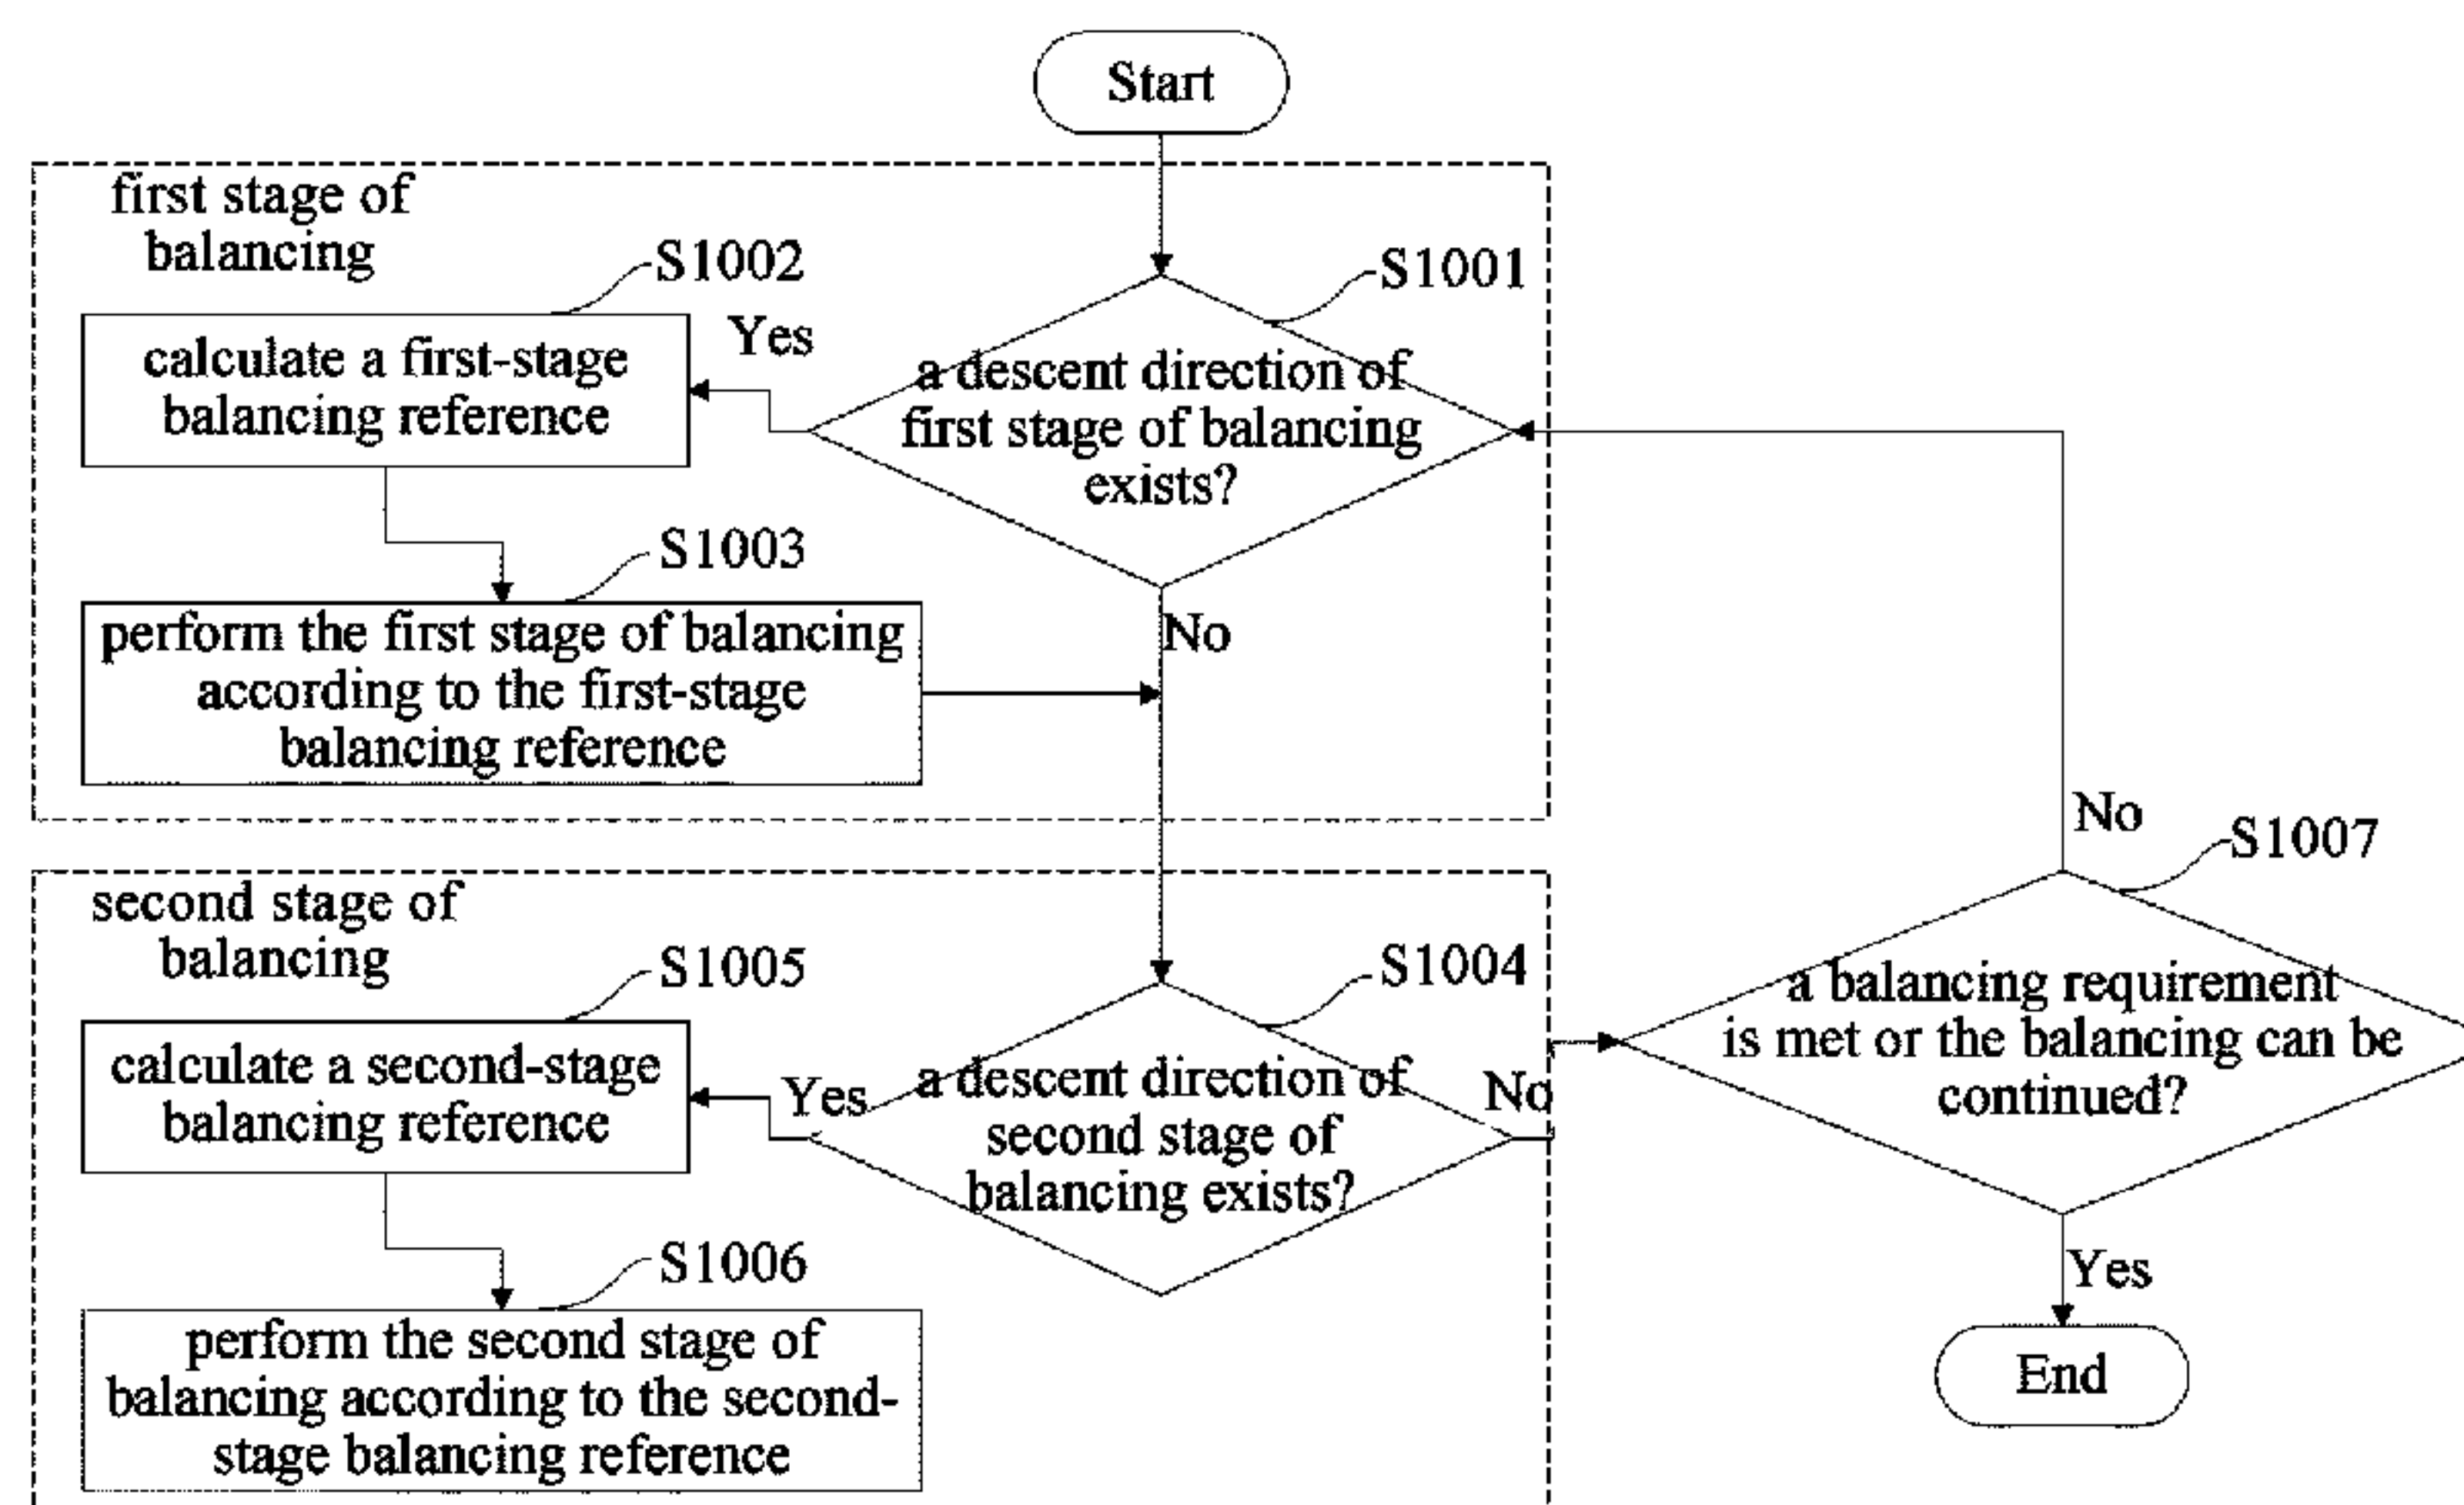 Start
first stage of
balancing
S1002
S1001
Yes
calculate a first-stage
balancing reference
a descent direction of
first stage of balancing
exists?
S1003
No
perform the first stage of balancing
according to the first-stage
balancing reference
No
S1007
second stage of
balancing
S1005
S1004
a balancing requirement
is met or the balancing can be
continued?
calculate a second-stage
balancing reference
Yes
a descent direction of
second stage of
balancing exists?
No
S1006
Yes
perform the second stage of
balancing according to the second-
stage balancing reference
End